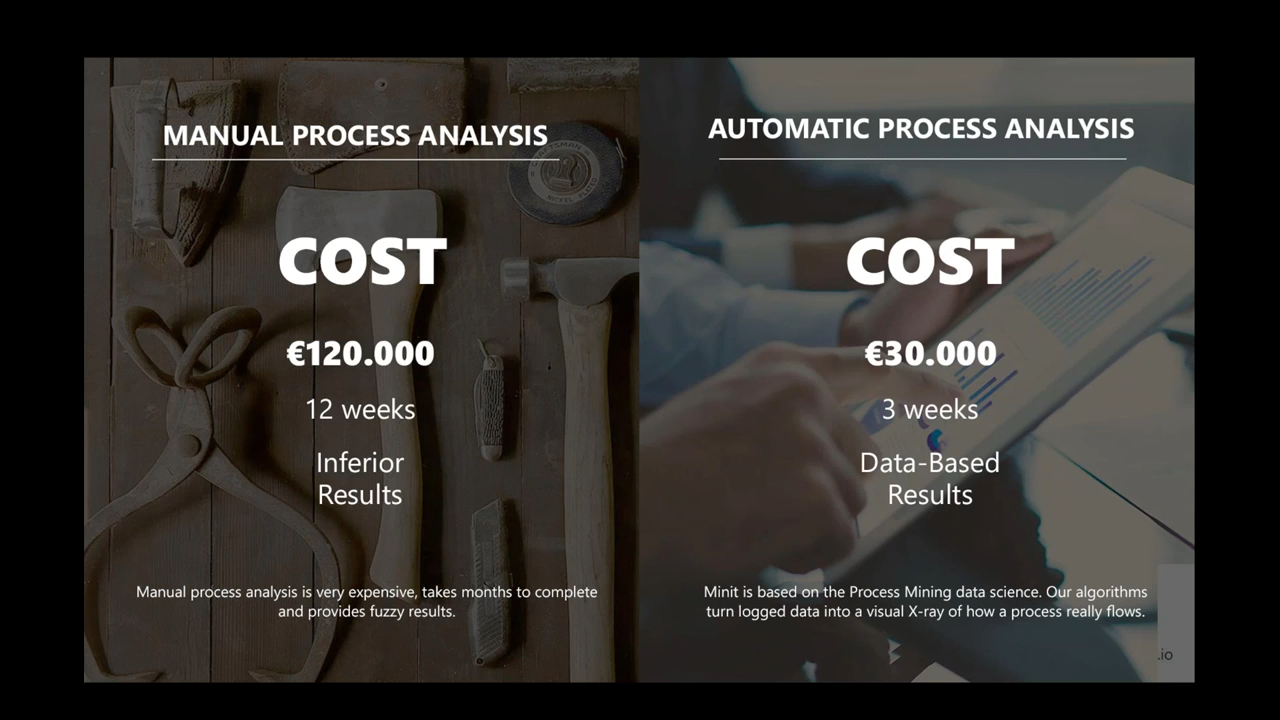 MANUAL PROCESS ANALYSIS
COST
€120.000
12 weeks
Inferior
Results
Manual process analysis is very expensive, takes months to complete
and provides fuzzy results.
AUTOMATIC PROCESS ANALYSIS
COST
€30.000
3 weeks
Data-Based
Results
Minit is based on the Process Mining data science. Our algorithms
turn logged data into a visual X-ray of how a process really flows.
.io